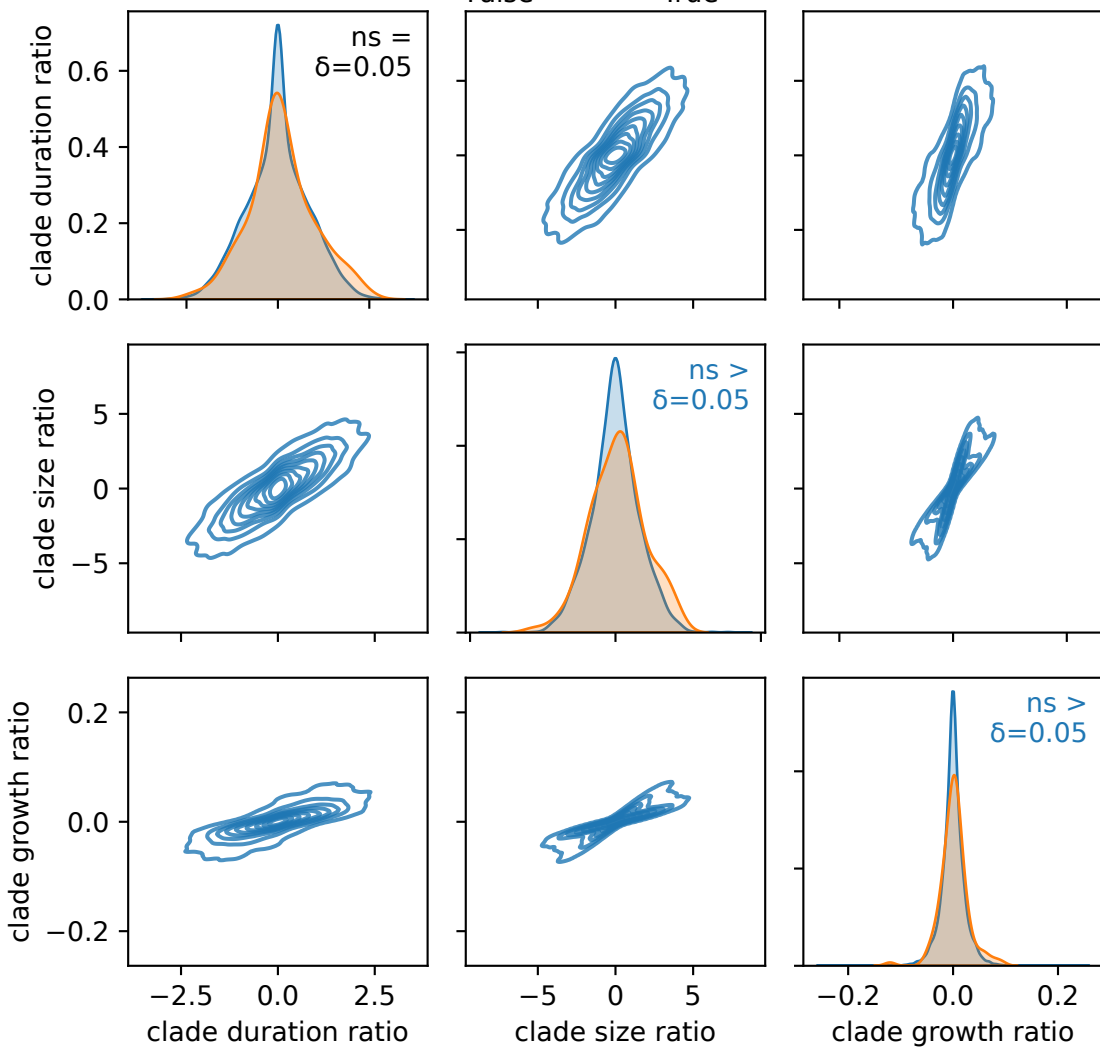 clade duration ratio
0.6
0.4
0.2
0.0
ns =
δ=0.05
clade size ratio
5
0
−5
ns >
δ=0.05
clade growth ratio
0.2
0.0
−0.2
ns >
δ=0.05
−2.5 0.0 2.5
−5 0 5
−0.2 0.0 0.2
clade duration ratio
clade size ratio
clade growth ratio